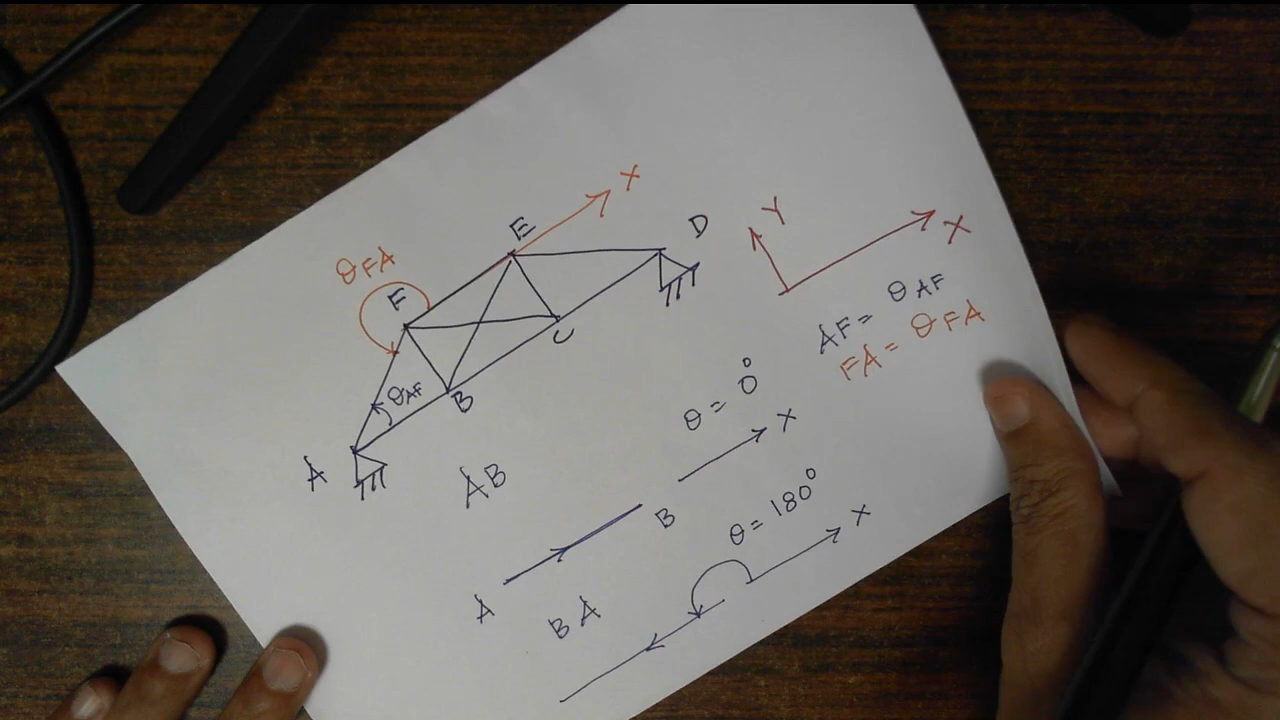 X
E
D
θFA
F
Y
X
θAF
B
C
A
AF = θAF
FA = θFA
AB
θ = 0°
X
A
B
θ = 180°
X
BA